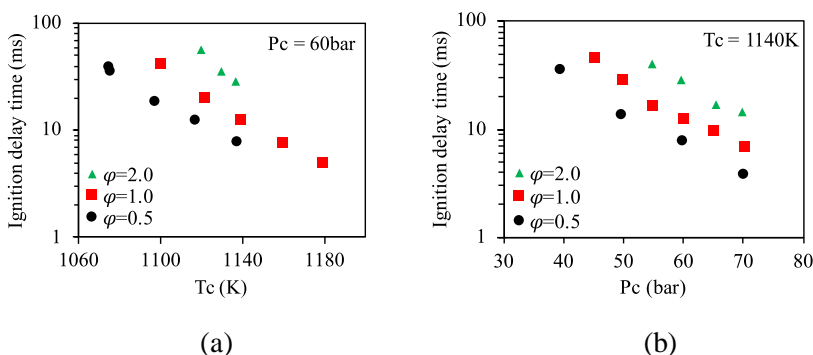 Ignition delay time (ms)
100
10
1
Pc = 60bar
φ=2.0
φ=1.0
φ=0.5
1060
1100
1140
1180
Tc (K)
(a)
Ignition delay time (ms)
100
10
1
Tc = 1140K
φ=2.0
φ=1.0
φ=0.5
30
40
50
60
70
80
Pc (bar)
(b)